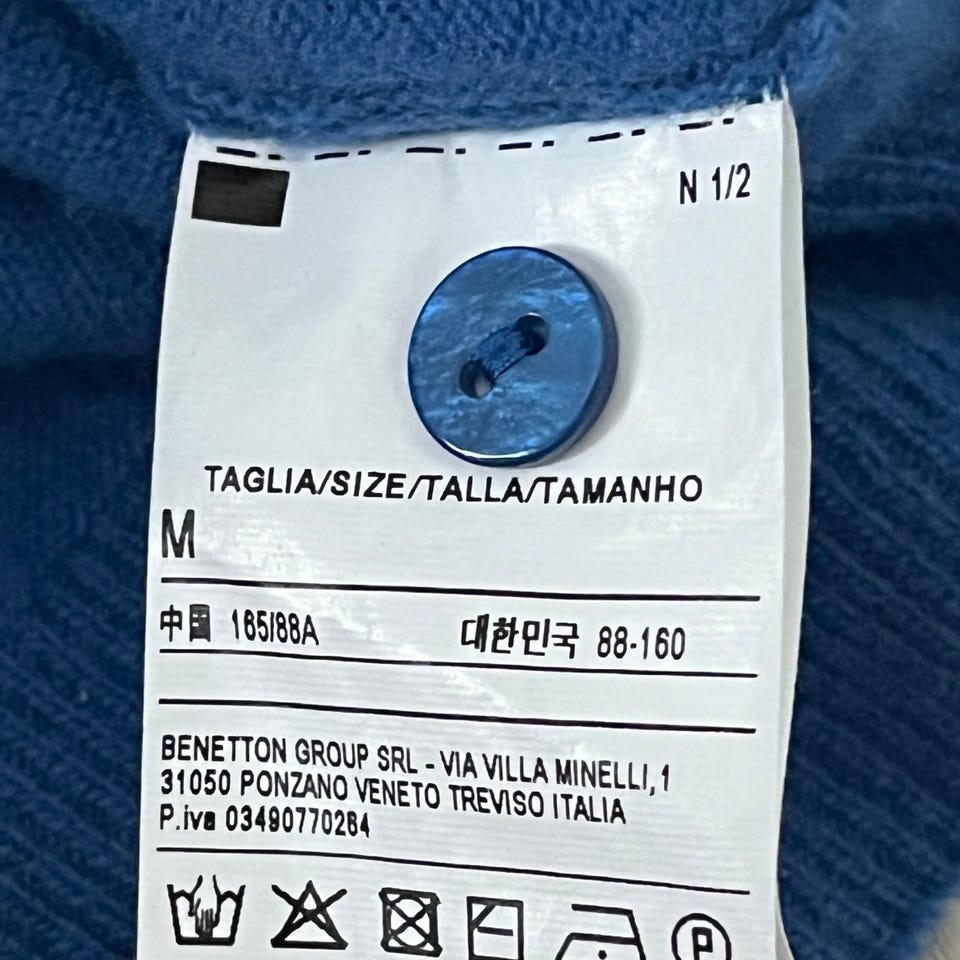 N 1/2
TAGLIA/SIZE/TALLA/TAMANHO
M
中国 165/88A 대한민국 88-160
BENETTON GROUP SRL - VIA VILLA MINELLI, 1
31050 PONZANO VENETO TREVISO ITALIA
P.iva 03490770264
P